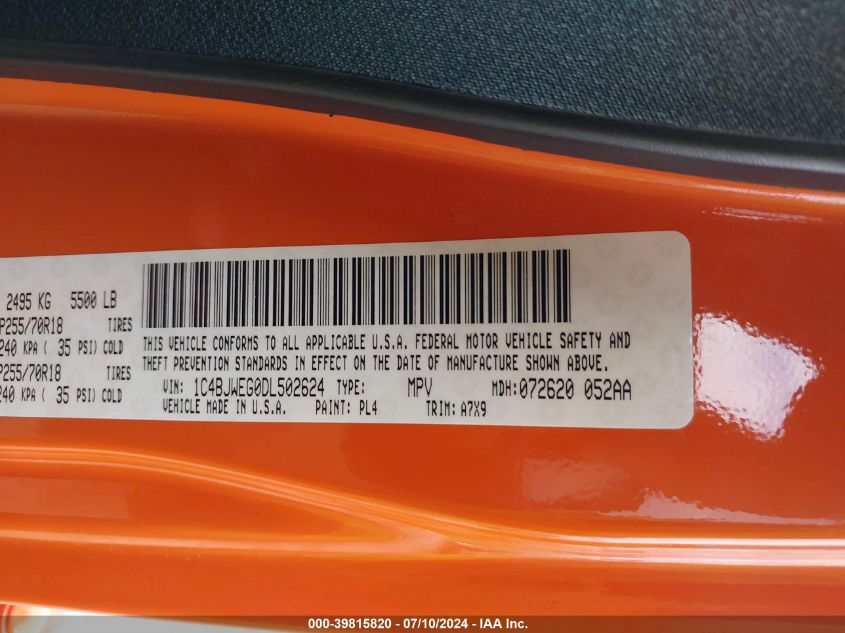 2495 KG 5500 LB
P255/70R18 TIRES
240 KPA ( 35 PSI) COLD
P255/70R18 TIRES
240 KPA ( 35 PSI) COLD
THIS VEHICLE CONFORMS TO ALL APPLICABLE U.S.A. FEDERAL MOTOR VEHICLE SAFETY AND
THEFT PREVENTION STANDARDS IN EFFECT ON THE DATE OF MANUFACTURE SHOWN ABOVE.
VIN: 1C4BJWEG0DL502624 TYPE: MPV MDH: 072620 052AA
VEHICLE MADE IN U.S.A. PAINT: PL4 TRIM: A7X9
000-39815820 - 07/10/2024 - IAA Inc.